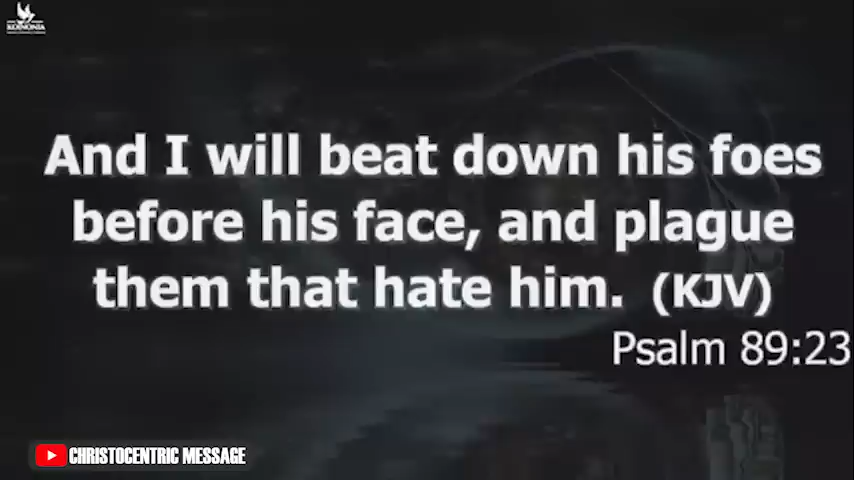 KOINONIA
And I will beat down his foes
before his face, and plague
them that hate him. (KJV)
Psalm 89:23
CHRISTOCENTRIC MESSAGE